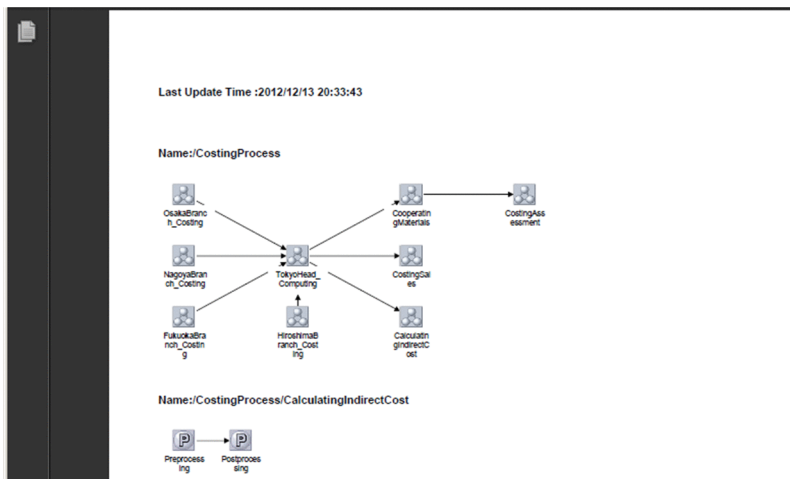 Last Update Time :2012/12/13 20:33:43
Name:/CostingProcess
OsakaBranc
h_Costing
Cooperatin
gMaterials
CostingAss
essment
NagoyaBran
ch_Costing
TokyoHead_
Computing
CostingSal
es
FukuokaBra
nch_Costin
g
HiroshimaB
ranch_Cost
ing
Calculatin
gIndirectC
ost
Name:/CostingProcess/CalculatingIndirectCost
P
P
Preprocess
ing
Postproces
sing